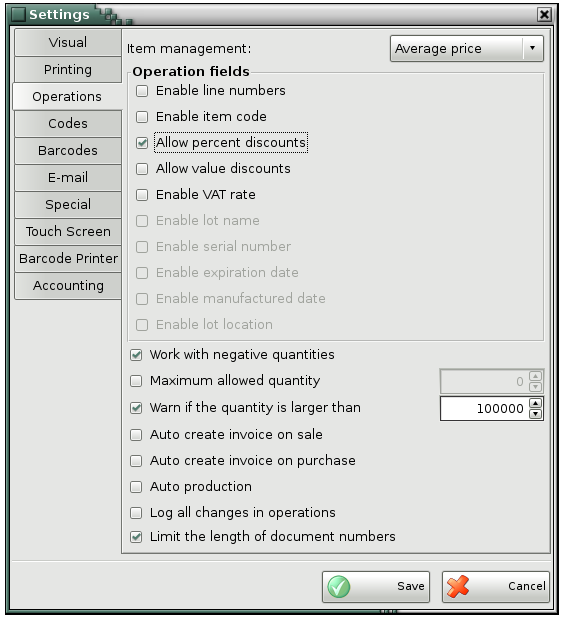 Settings
Visual
Printing
Operations
Codes
Barcodes
E-mail
Special
Touch Screen
Barcode Printer
Accounting
Item management: Average price
Operation fields
Enable line numbers
Enable item code
Allow percent discounts
Allow value discounts
Enable VAT rate
Enable lot name
Enable serial number
Enable expiration date
Enable manufactured date
Enable lot location
Work with negative quantities
Maximum allowed quantity 0
Warn if the quantity is larger than 100000
Auto create invoice on sale
Auto create invoice on purchase
Auto production
Log all changes in operations
Limit the length of document numbers
Save Cancel